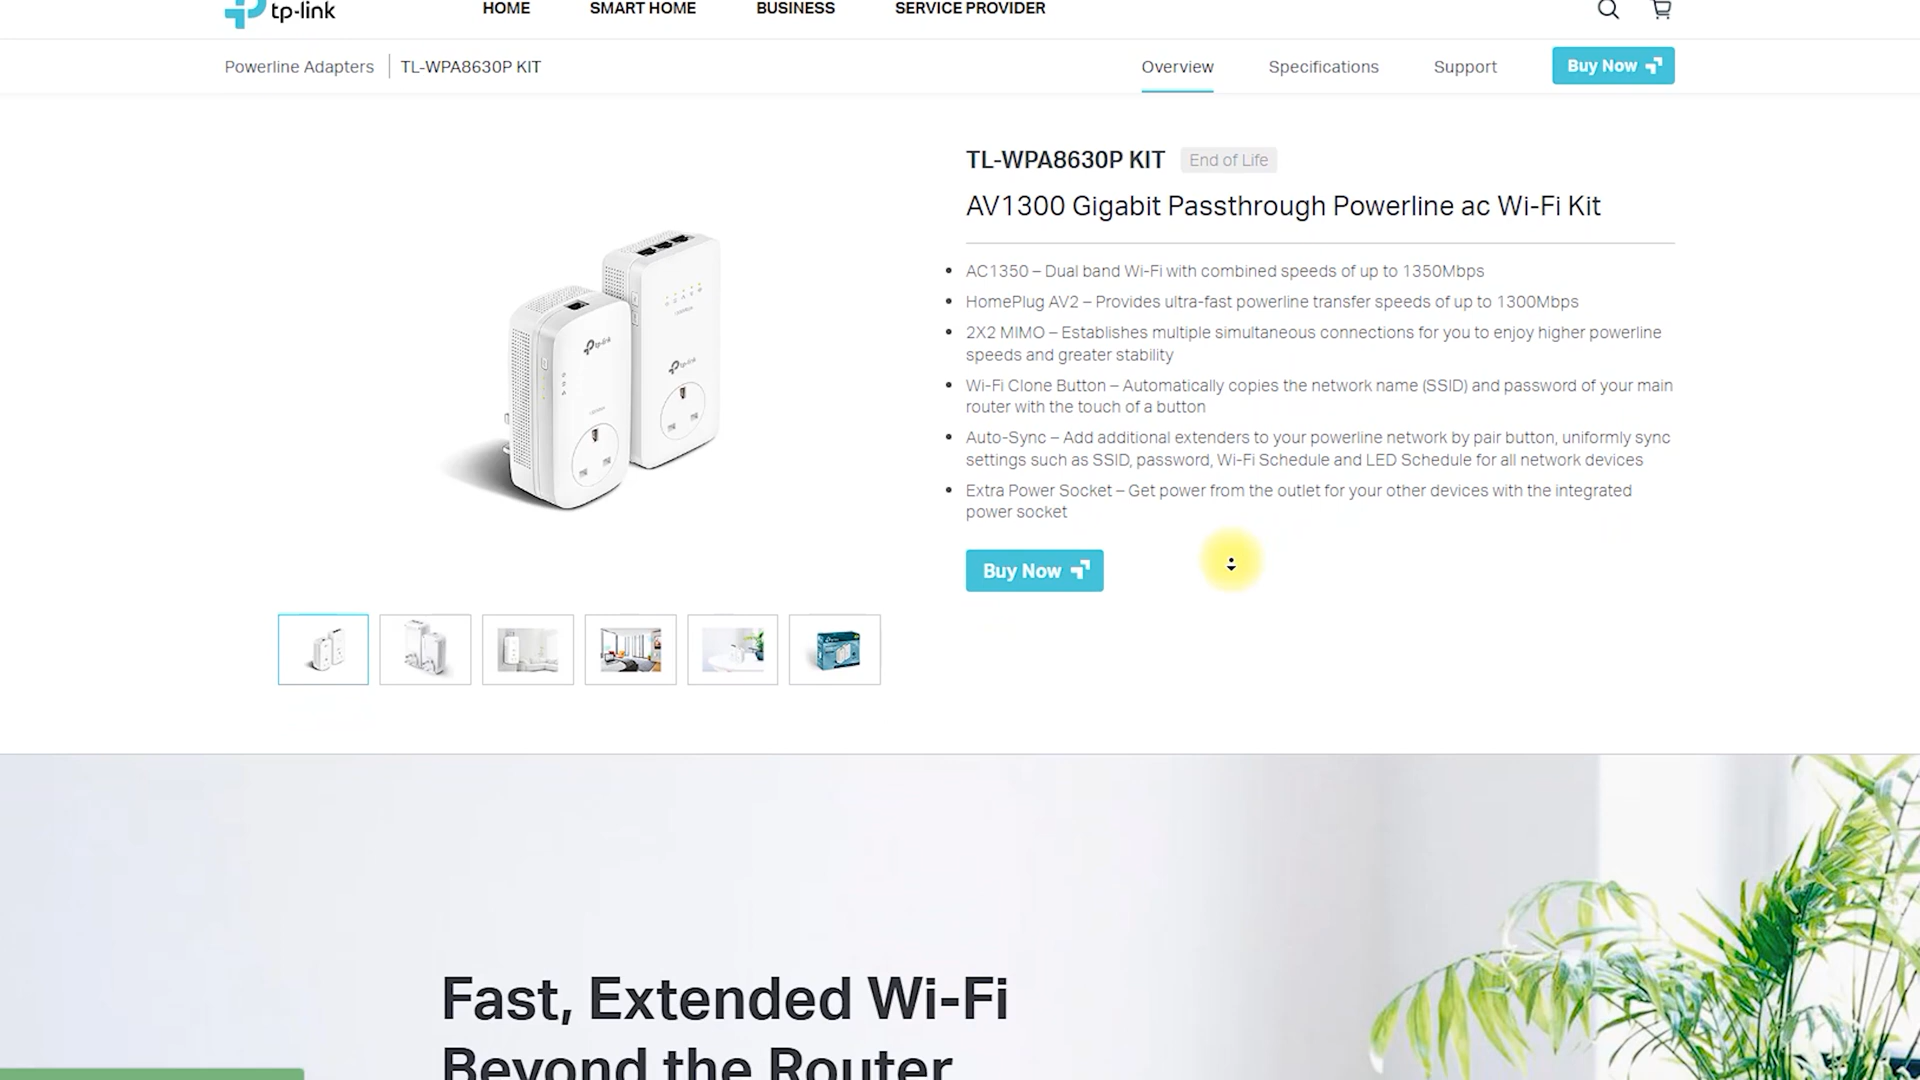 tp-link
HOME
SMART HOME
BUSINESS
SERVICE PROVIDER
Powerline Adapters
TL-WPA8630P KIT
Overview
Specifications
Support
Buy Now
TL-WPA8630P KIT
End of Life
AV1300 Gigabit Passthrough Powerline ac Wi-Fi Kit
AC1350 – Dual band Wi-Fi with combined speeds of up to 1350Mbps
HomePlug AV2 – Provides ultra-fast powerline transfer speeds of up to 1300Mbps
2X2 MIMO – Establishes multiple simultaneous connections for you to enjoy higher powerline
speeds and greater stability
Wi-Fi Clone Button – Automatically copies the network name (SSID) and password of your main
router with the touch of a button
Auto-Sync – Add additional extenders to your powerline network by pair button, uniformly sync
settings such as SSID, password, Wi-Fi Schedule and LED Schedule for all network devices
Extra Power Socket – Get power from the outlet for your other devices with the integrated
power socket
Buy Now
tp-link
tp-link
Fast, Extended Wi-Fi
Beyond the Router